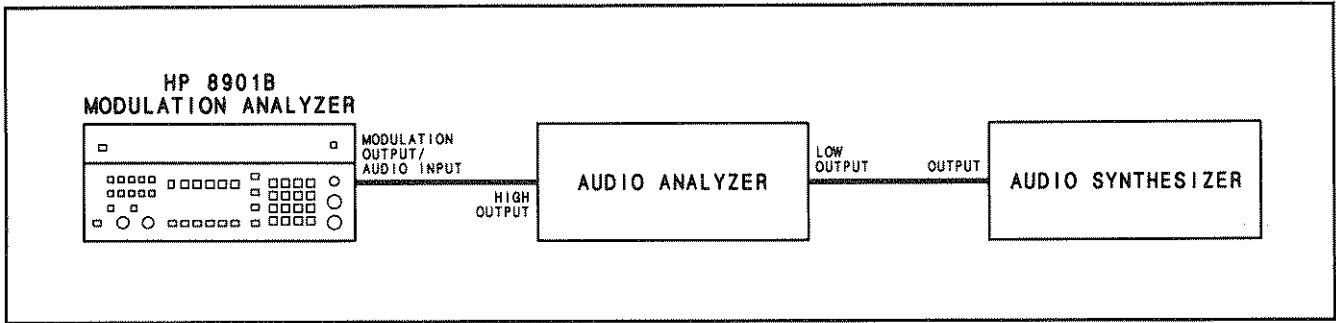 HP 8901B
MODULATION ANALYZER
MODULATION
OUTPUT/
AUDIO INPUT
HIGH
OUTPUT
AUDIO ANALYZER
LOW
OUTPUT
OUTPUT
AUDIO SYNTHESIZER